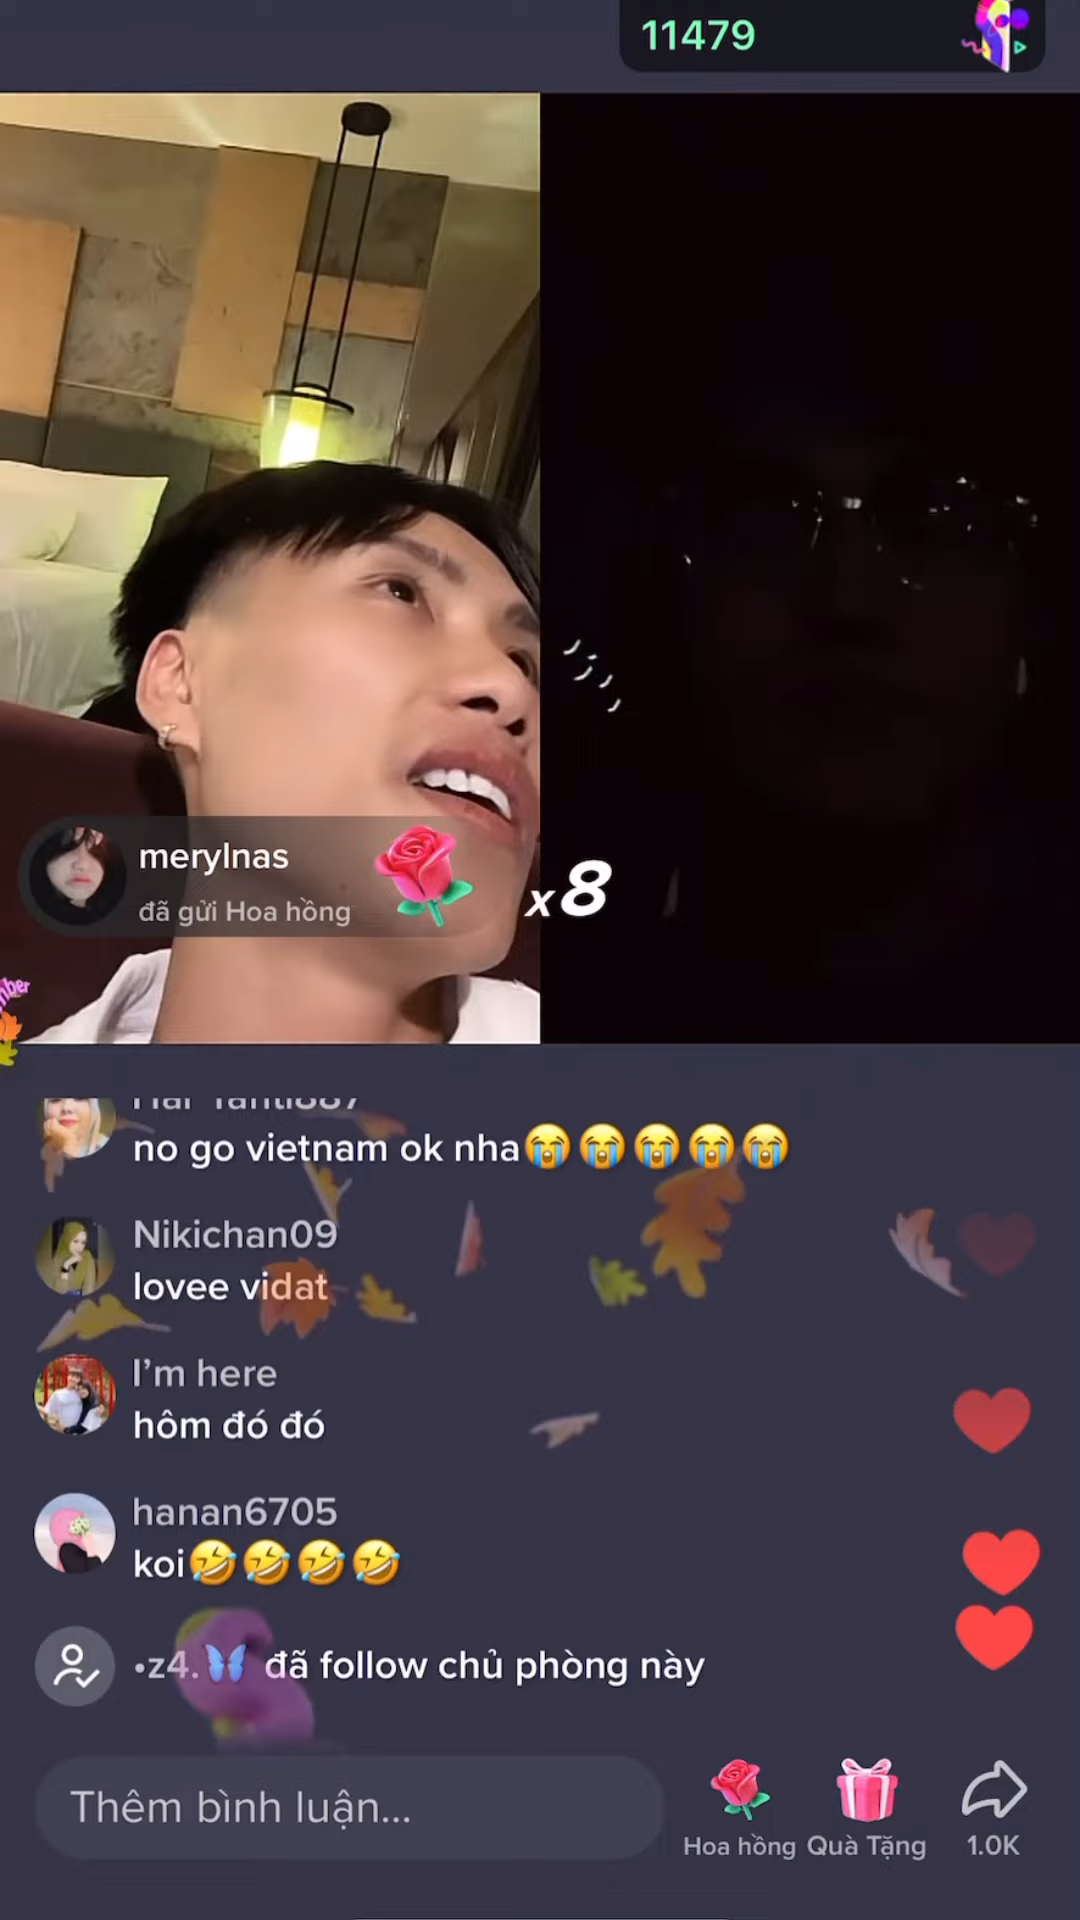 11479
merylnas
đã gửi Hoa hồng
x8
no go vietnam ok nha😭😭😭😭😭
Nikichan09
lovee vidat
I'm here
hôm đó đó
hanan6705
koi🤣🤣🤣🤣
•z4.🦋 đã follow chủ phòng này
Thêm bình luận...
Hoa hồng
Quà Tặng
1.0K